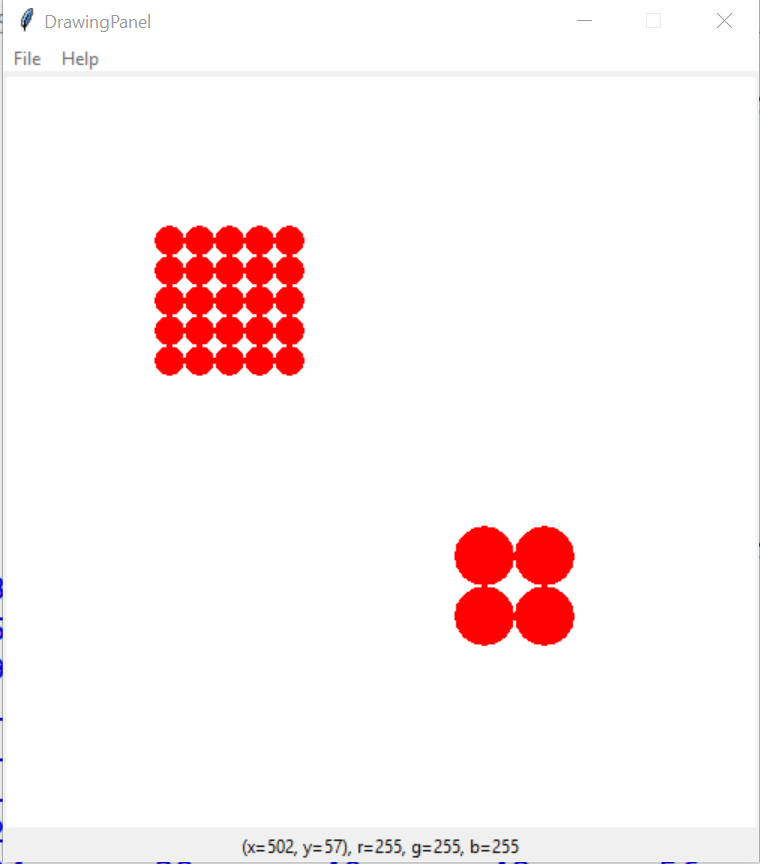 DrawingPanel
File Help
(x=502, y=57), r=255, g=255, b=255